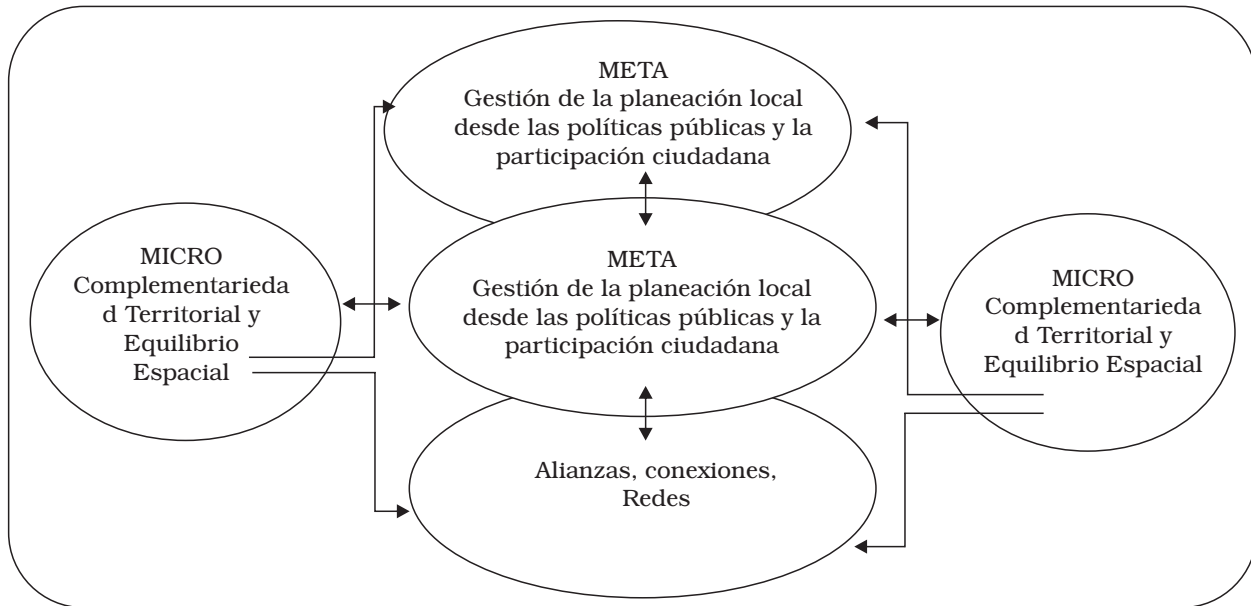 META
Gestión de la planeación local
desde las políticas públicas y la
participación ciudadana
MICRO
Complementarieda
d Territorial y
Equilibrio
Espacial
META
Gestión de la planeación local
desde las políticas públicas y la
participación ciudadana
MICRO
Complementarieda
d Territorial y
Equilibrio Espacial
Alianzas, conexiones,
Redes